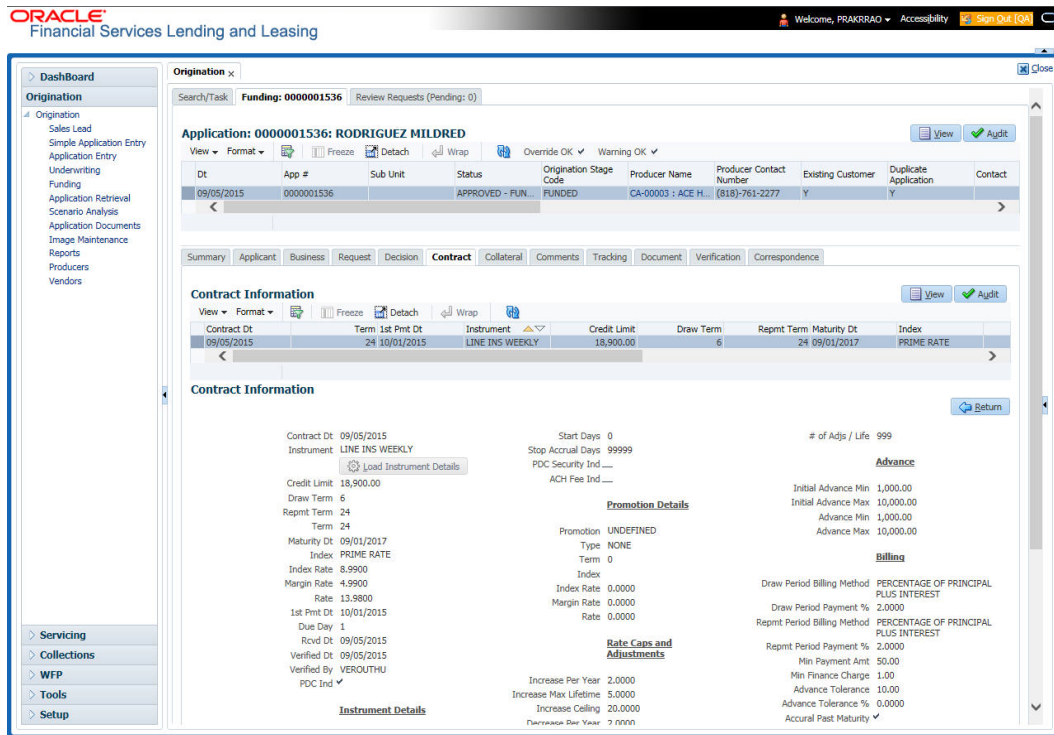 ORACLE
Financial Services Lending and Leasing
Welcome, PRAKRRAO Accessibility Sign Out [QA]
Close
DashBoard
Origination
Origination
Sales Lead
Simple Application Entry
Application Entry
Underwriting
Funding
Application Retrieval
Scenario Analysis
Application Documents
Image Maintenance
Reports
Producers
Vendors
Servicing
Collections
WFP
Tools
Setup
Origination
Search/Task Funding: 0000001536 Review Requests (Pending: 0)
Application: 0000001536: RODRIGUEZ MILDRED
View Audit
View Format Freeze Detach Wrap Override OK Warning OK
Dt App # Sub Unit Status Origination Stage Code Producer Name Producer Contact Number Existing Customer Duplicate Application Contact
09/05/2015 0000001536 APPROVED - FUN... FUNDED CA-00003 : ACE H... (818)-761-2277 Y Y
Summary Applicant Business Request Decision Contract Collateral Comments Tracking Document Verification Correspondence
Contract Information
View Audit
View Format Freeze Detach Wrap
Contract Dt Term 1st Pmt Dt Instrument Credit Limit Draw Term Repmt Term Maturity Dt Index
09/05/2015 24 10/01/2015 LINE INS WEEKLY 18,900.00 6 24 09/01/2017 PRIME RATE
Contract Information
Return
Contract Dt 09/05/2015
Instrument LINE INS WEEKLY
Load Instrument Details
Credit Limit 18,900.00
Draw Term 6
Repmt Term 24
Term 24
Maturity Dt 09/01/2017
Index PRIME RATE
Index Rate 8.9900
Margin Rate 4.9900
Rate 13.9800
1st Pmt Dt 10/01/2015
Due Day 1
Rcvd Dt 09/05/2015
Verified Dt 09/05/2015
Verified By VEROUTHU
PDC Ind
Instrument Details
Start Days 0
Stop Accrual Days 99999
PDC Security Ind
ACH Fee Ind
Promotion Details
Promotion UNDEFINED
Type NONE
Term 0
Index
Index Rate 0.0000
Margin Rate 0.0000
Rate 0.0000
Rate Caps and
Adjustments
Increase Per Year 2.0000
Increase Max Lifetime 5.0000
Increase Ceiling 20.0000
Decrease Per Year 2.0000
# of Adjs / Life 999
Advance
Initial Advance Min 1,000.00
Initial Advance Max 10,000.00
Advance Min 1,000.00
Advance Max 10,000.00
Billing
Draw Period Billing Method PERCENTAGE OF PRINCIPAL
PLUS INTEREST
Draw Period Payment % 2.0000
Repmt Period Billing Method PERCENTAGE OF PRINCIPAL
PLUS INTEREST
Repmt Period Payment % 2.0000
Min Payment Amt 50.00
Min Finance Charge 1.00
Advance Tolerance 10.00
Advance Tolerance % 0.0000
Accural Past Maturity